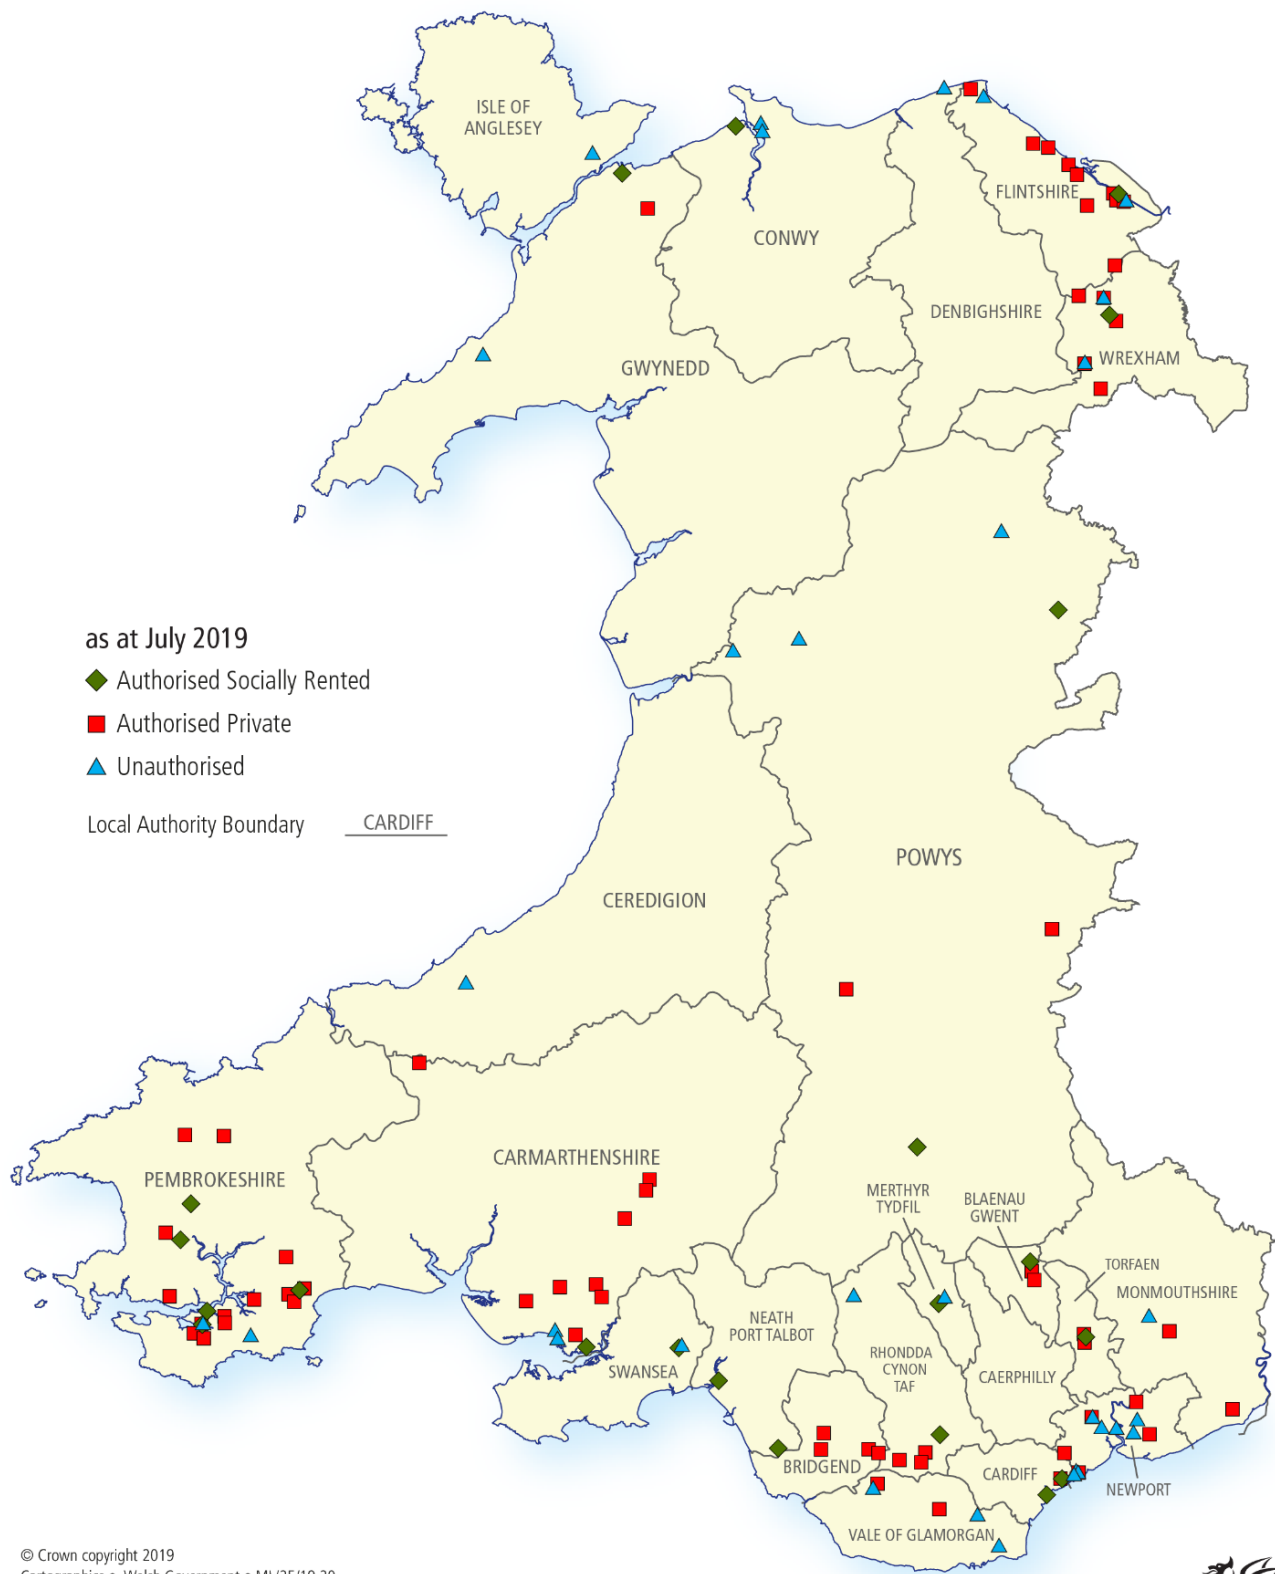 ISLE OF
ANGLESEY
FLINTSHIRE
CONWY
DENBIGHSHIRE
WREXHAM
GWYNEDD
as at July 2019
Authorised Socially Rented
Authorised Private
Unauthorised
Local Authority Boundary CARDIFF
POWYS
CEREDIGION
CARMARTHENSHIRE
PEMBROKESHIRE
MERTHYR
TYDFIL
BLAENAU
GWENT
TORFAEN
MONMOUTHSHIRE
NEATH
PORT TALBOT
RHONDDA
CYNON
TAF
SWANSEA
CAERPHILLY
BRIDGEND
CARDIFF
NEWPORT
VALE OF GLAMORGAN
© Crown copyright 2019